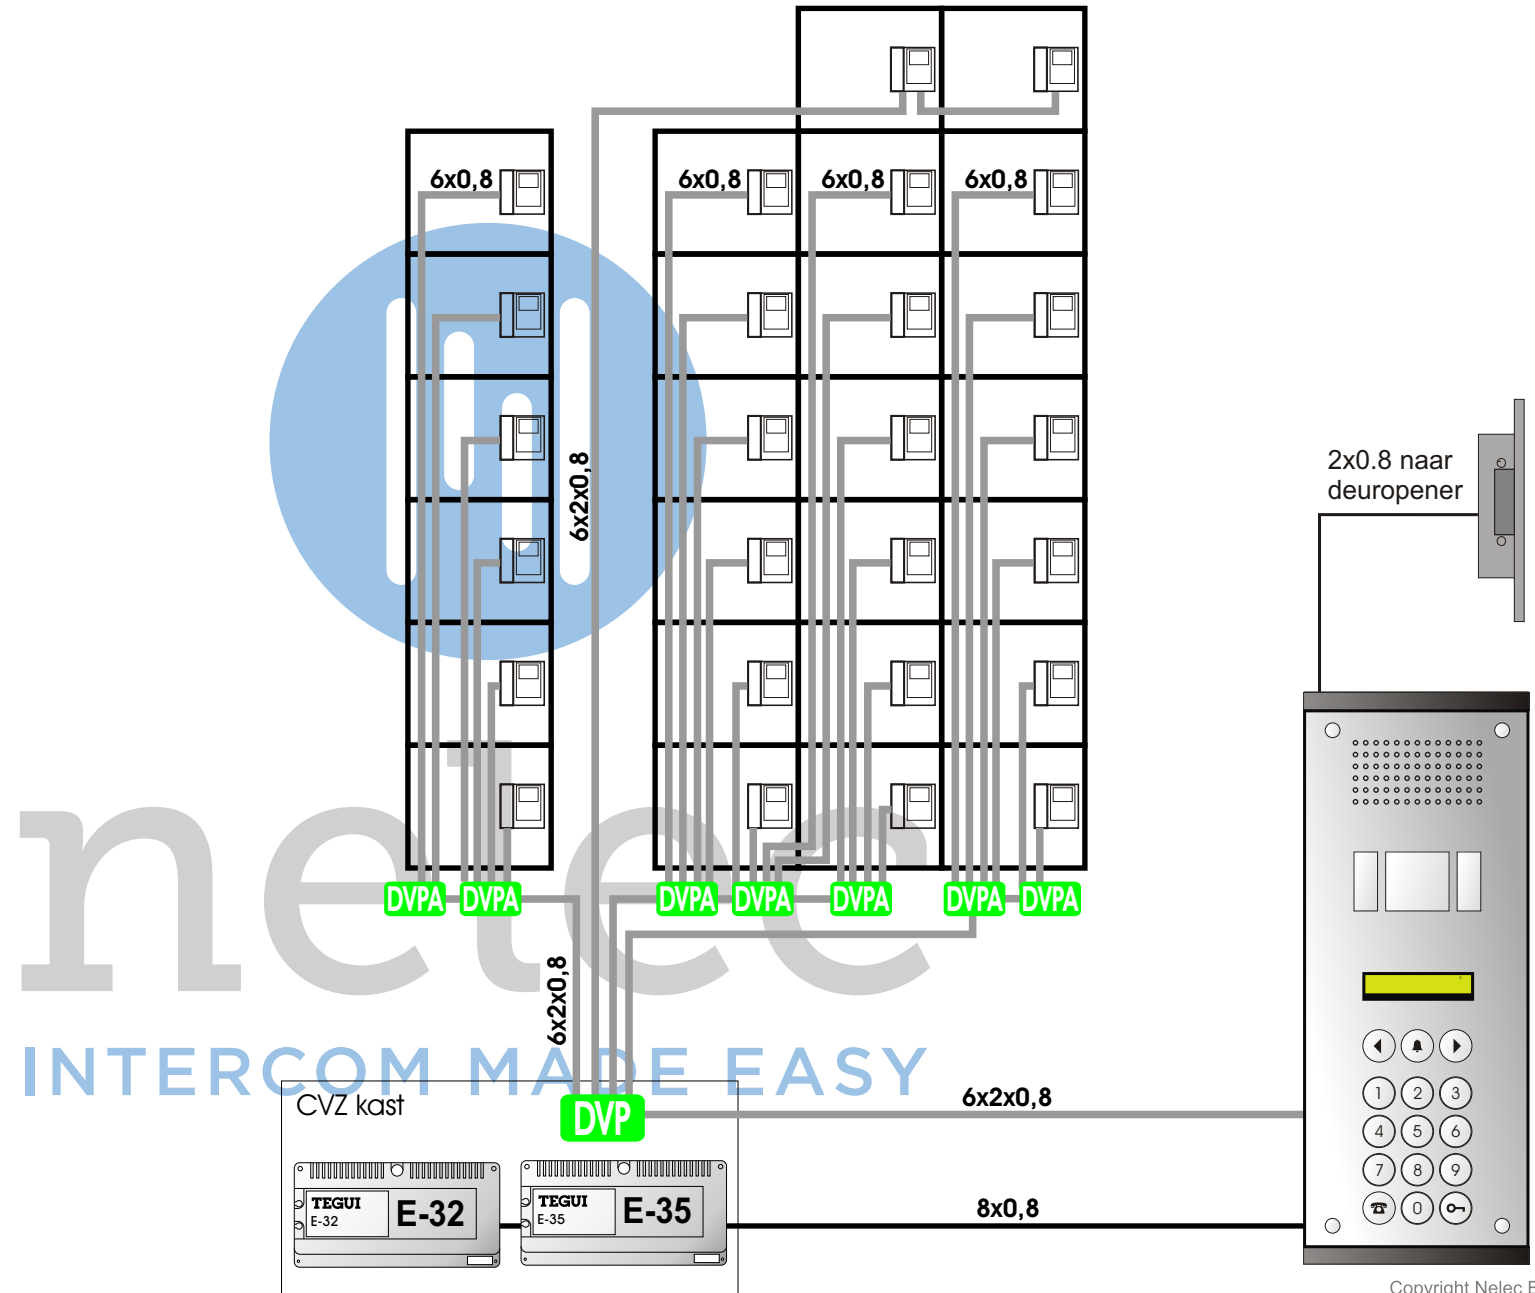 6x0,8 6x0,8 6x0,8 6x0,8
6x2x0,8
2x0.8 naar
deuropener
nelec
DVPA DVPA DVPA DVPA DVPA DVPA DVPA
6x2x0,8
INTERCOM MADE EASY
CVZ kast
DVP
6x2x0,8
TEGUI
E-32
E-32
TEGUI
E-35
E-35
8x0,8
1 2 3
4 5 6
7 8 9
0
Copyright Nelec